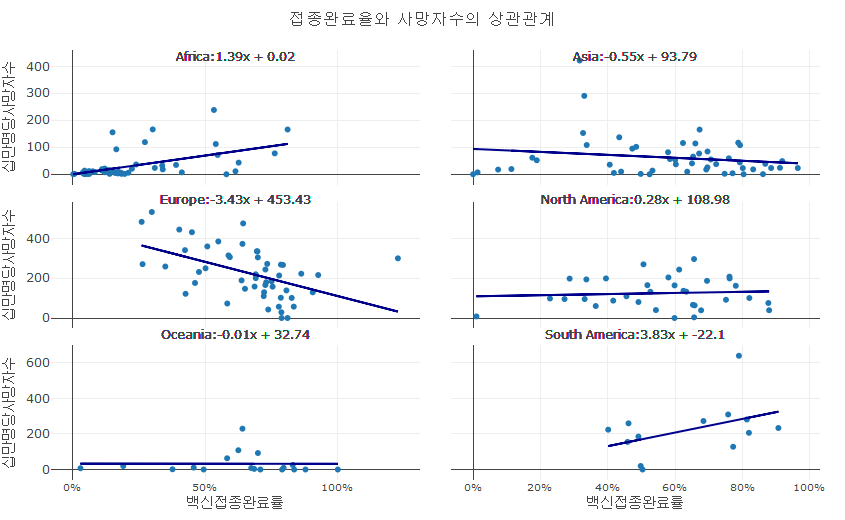 접종완료율와 사망자수의 상관관계
Africa:1.39x + 0.02
Asia:-0.55x + 93.79
십만명당사망자수
400
300
200
100
0
Europe:-3.43x + 453.43
North America:0.28x + 108.98
십만명당사망자수
400
200
0
Oceania:-0.01x + 32.74
South America:3.83x + -22.1
십만명당사망자수
600
400
200
0
0% 50% 100%
0% 20% 40% 60% 80% 100%
백신접종완료율
백신접종완료율